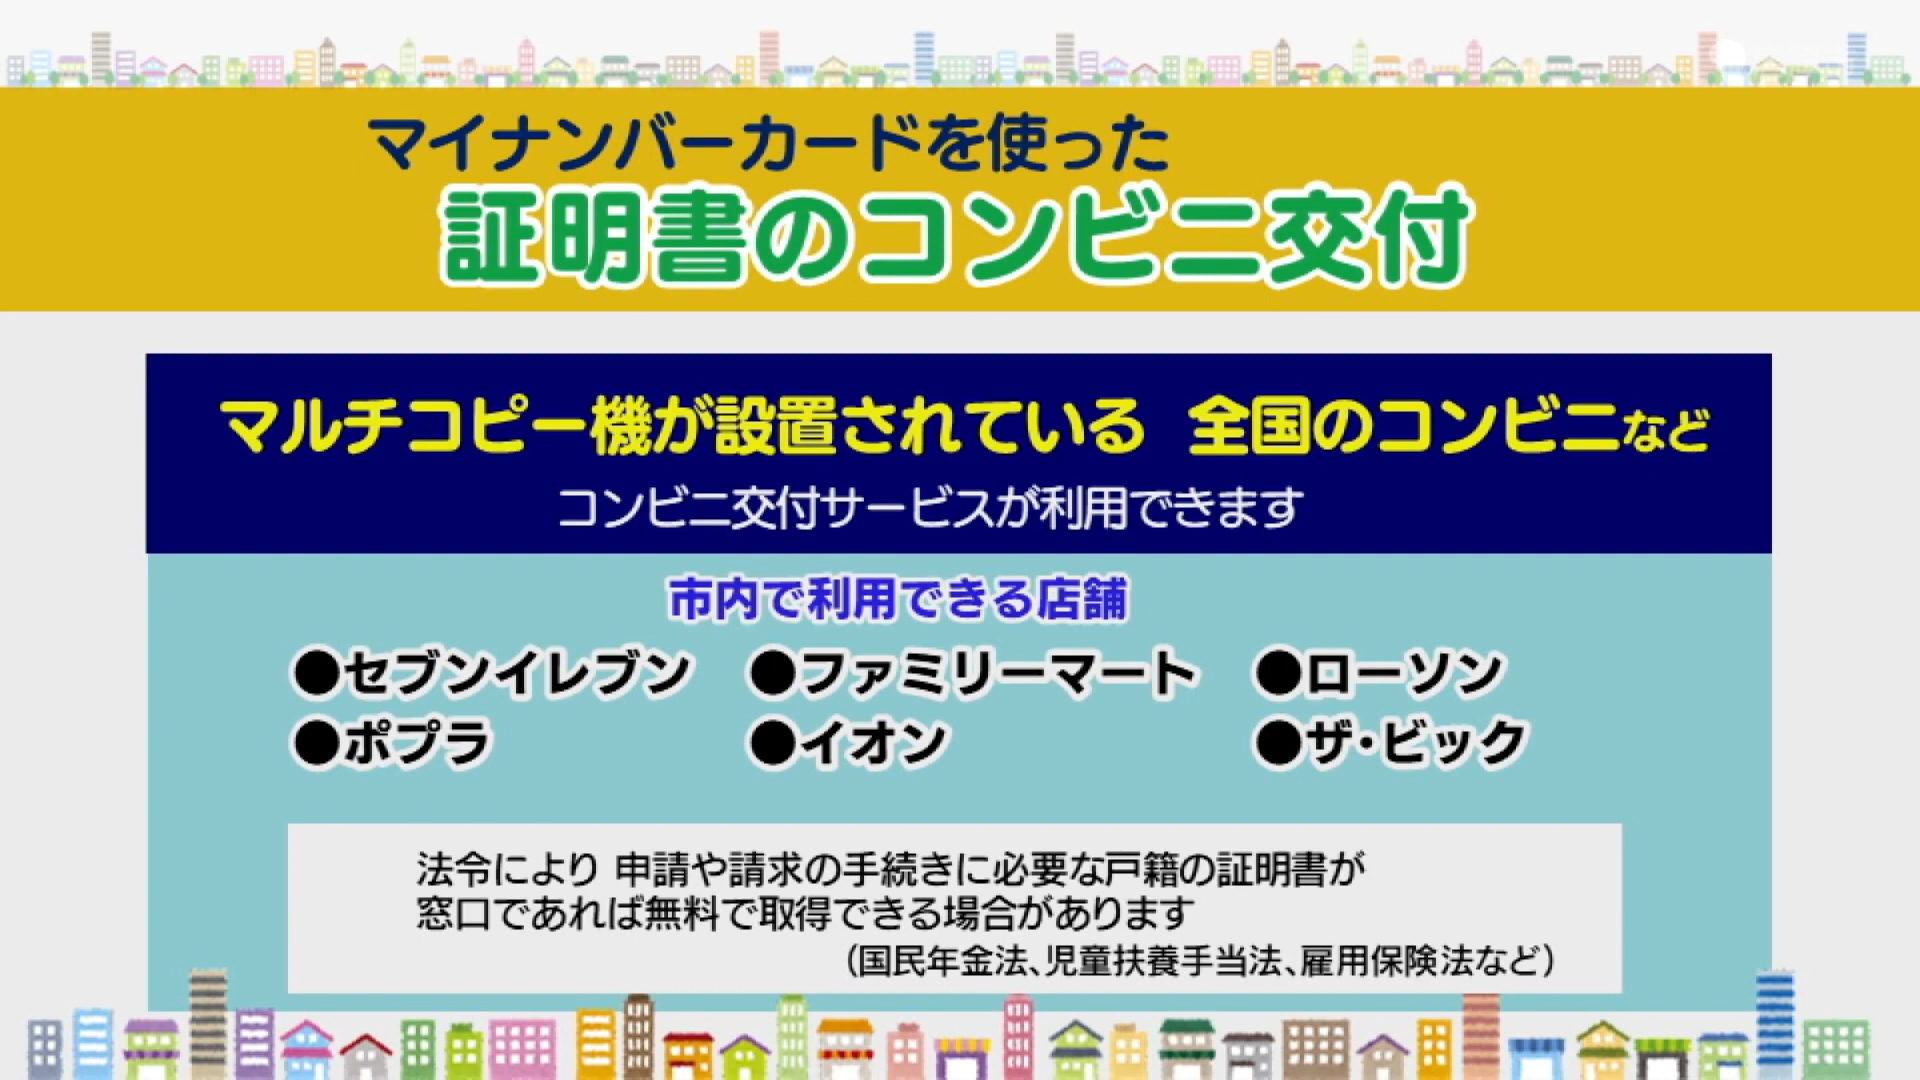 マイナンバーカードを使った
証明書のコンビニ交付
マルチコピー機が設置されている 全国のコンビニなど
コンビニ交付サービスが利用できます
市内で利用できる店舗
●セブンイレブン ●ファミリーマート ●ローソン
●ポプラ ●イオン ●ザ・ビック
法令により 申請や請求の手続きに必要な戸籍の証明書が
窓口であれば無料で取得できる場合があります
（国民年金法、児童扶養手当法、雇用保険法など）